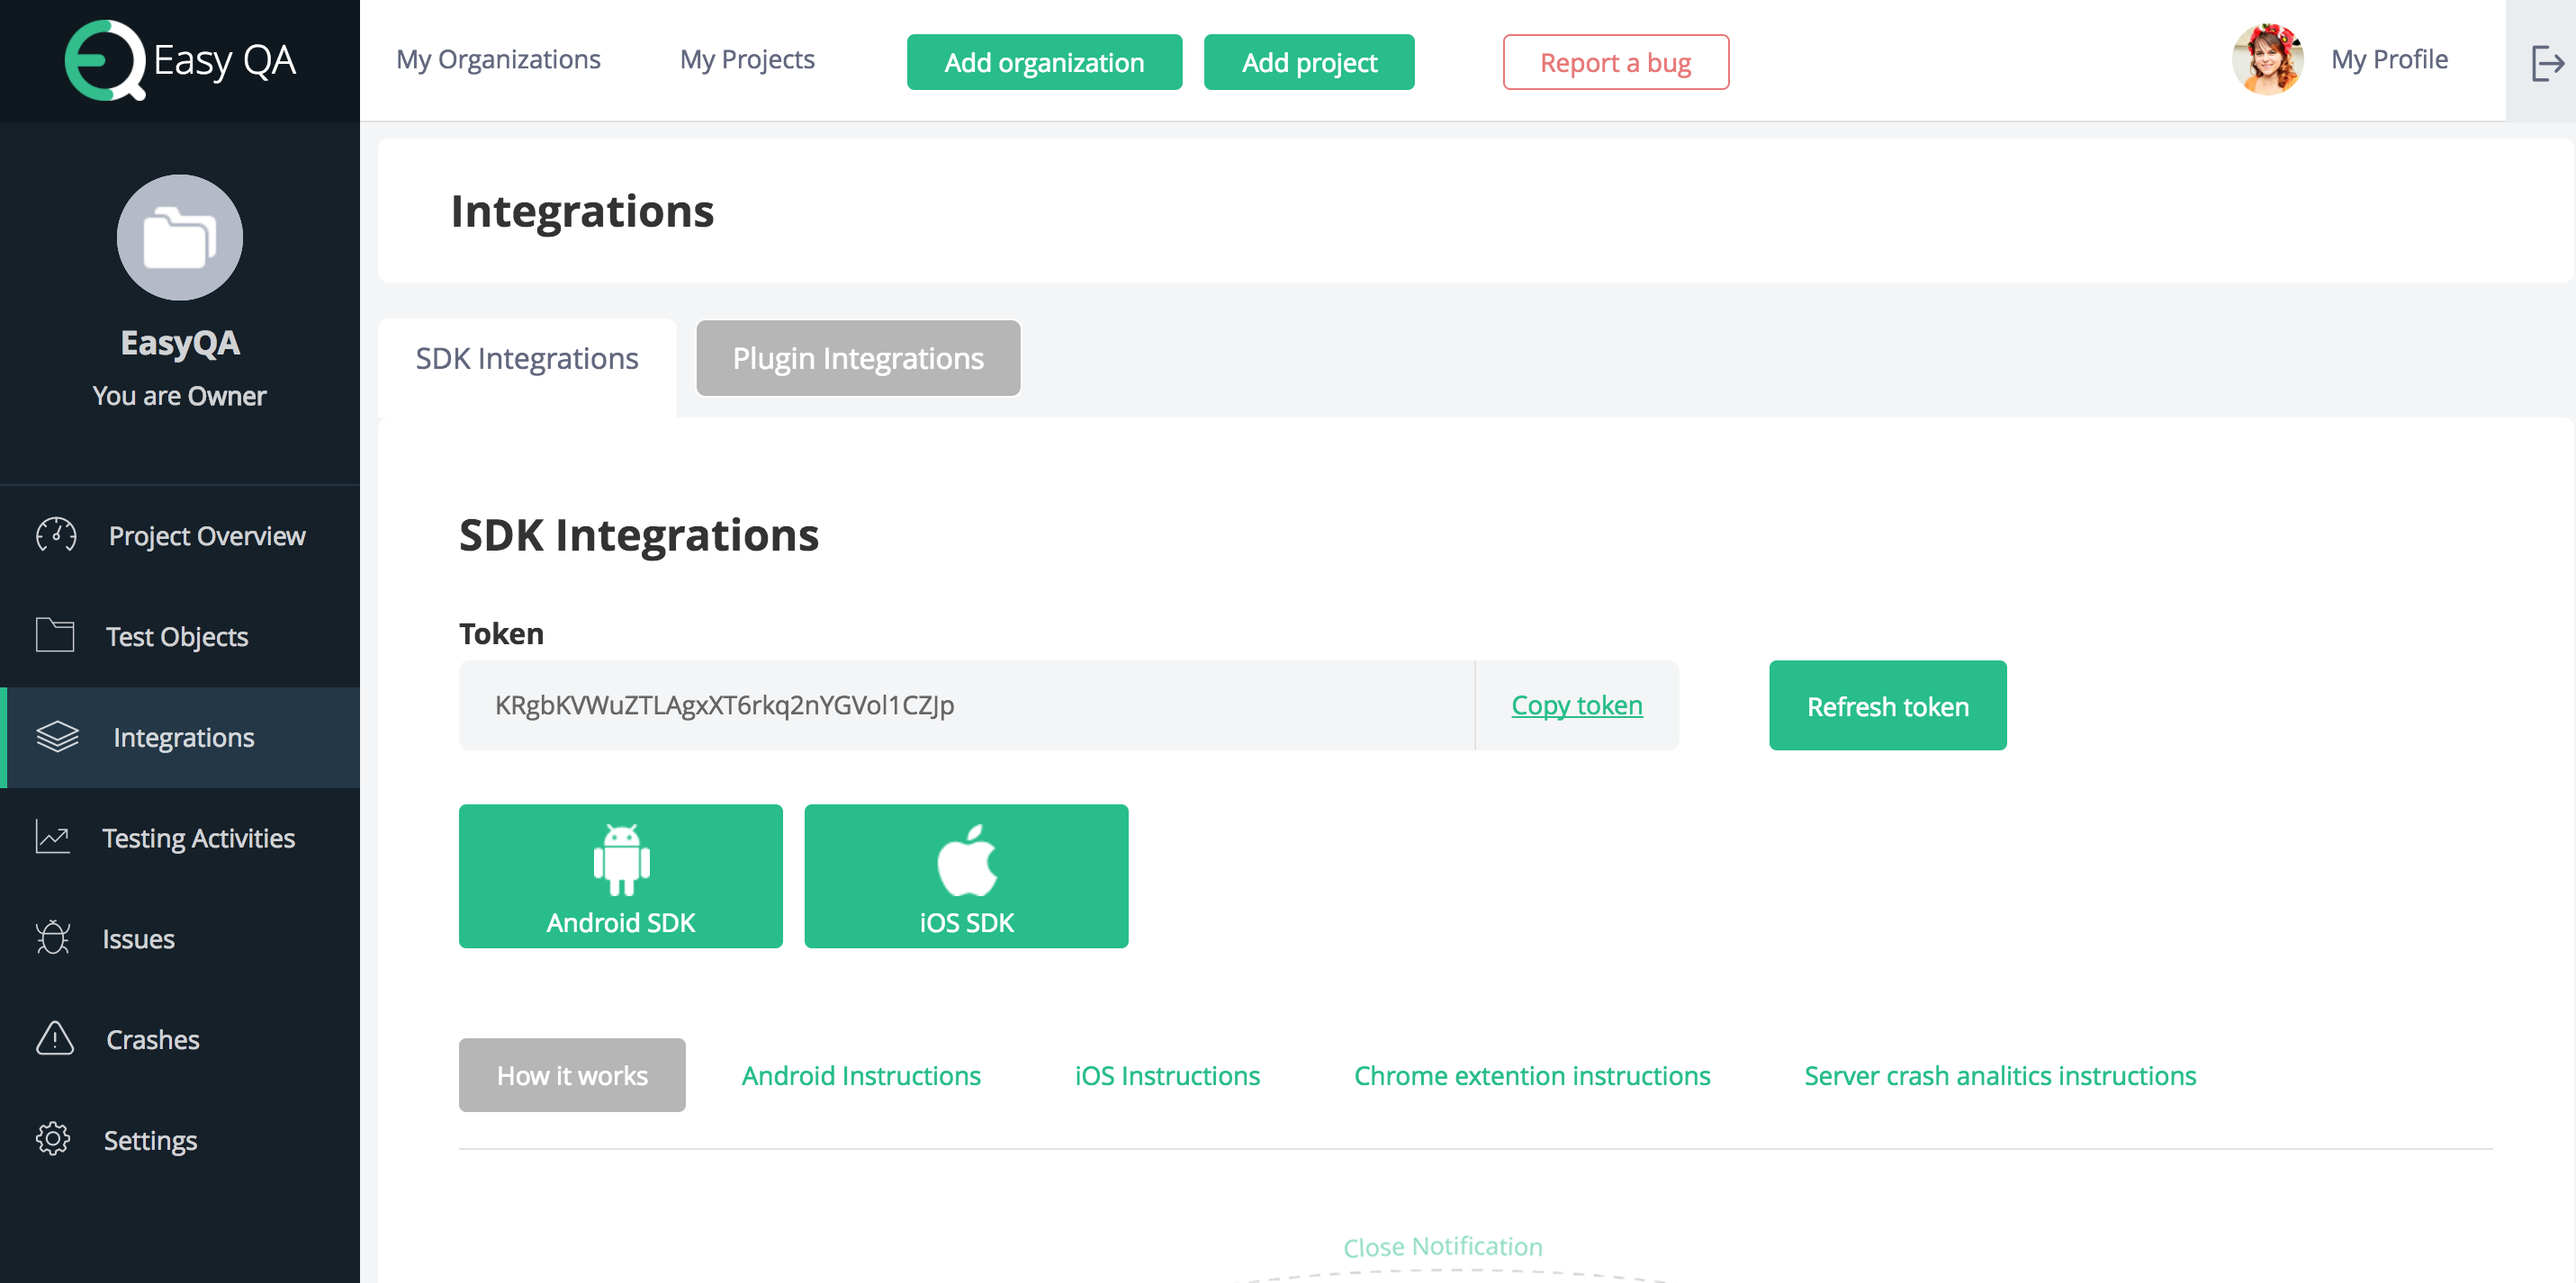 Easy QA
My Organizations
My Projects
Add organization
Add project
Report a bug
My Profile
EasyQA
You are Owner
Project Overview
Test Objects
Integrations
Testing Activities
Issues
Crashes
Settings
Integrations
SDK Integrations
Plugin Integrations
SDK Integrations
Token
KRgbKVWuZTLAgxXT6rkq2nYGVol1CZJp
Copy token
Refresh token
Android SDK
iOS SDK
How it works
Android Instructions
iOS Instructions
Chrome extention instructions
Server crash analitics instructions
Close Notification